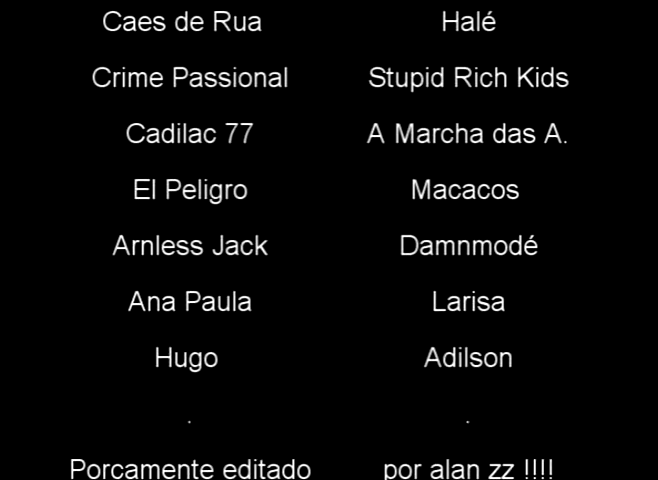 Caes de Rua Halé
Crime Passional Stupid Rich Kids
Cadilac 77 A Marcha das A.
El Peligro Macacos
Arnless Jack Damnmodé
Ana Paula Larisa
Hugo Adilson
. .
Porcamente editado por alan zz !!!!